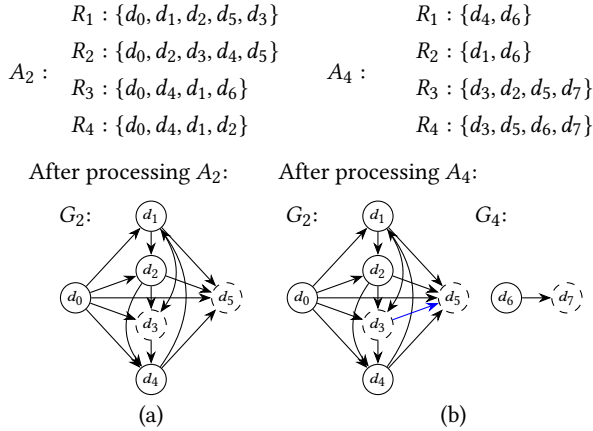 A₂ :
R₁ : {d₀, d₁, d₂, d₅, d₃}
R₂ : {d₀, d₂, d₃, d₄, d₅}
R₃ : {d₀, d₄, d₁, d₆}
R₄ : {d₀, d₄, d₁, d₂}
A₄ :
R₁ : {d₄, d₆}
R₂ : {d₁, d₆}
R₃ : {d₃, d₂, d₅, d₇}
R₄ : {d₃, d₅, d₆, d₇}
After processing A₂:
G₂:
d₁
d₂
d₀
d₅
d₃
d₄
(a)
After processing A₄:
G₂:
d₁
d₂
d₀
d₅
d₃
d₄
G₄:
d₆
d₇
(b)